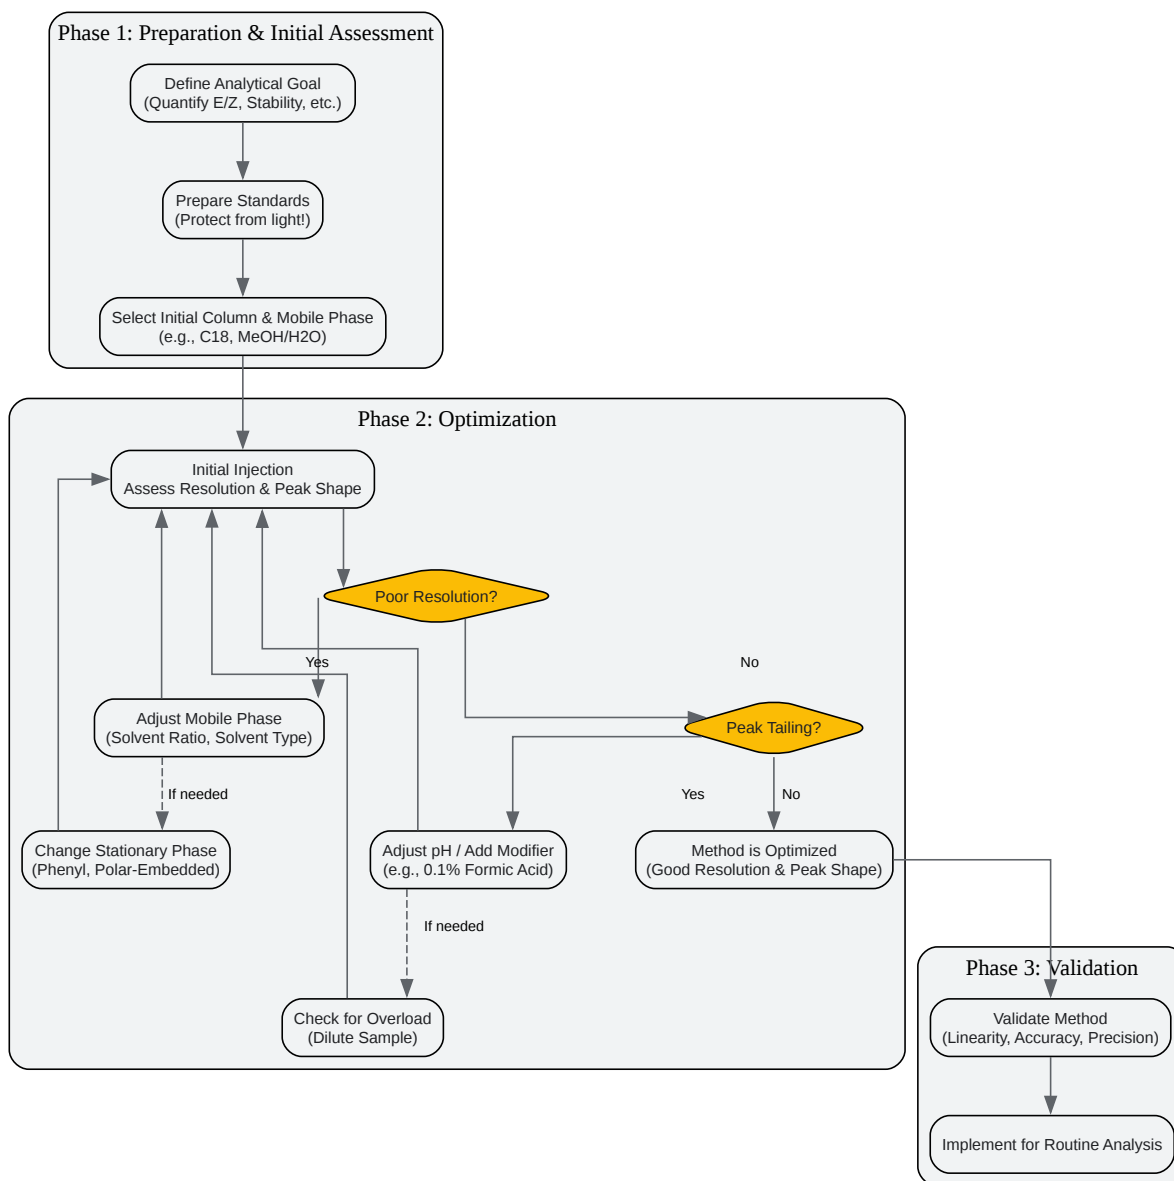 Phase 1: Preparation & Initial Assessment
Define Analytical Goal
(Quantify E/Z, Stability, etc.)
Prepare Standards
(Protect from light!)
Select Initial Column & Mobile Phase
(e.g., C18, MeOH/H2O)
Phase 2: Optimization
Initial Injection
Assess Resolution & Peak Shape
Poor Resolution?
Yes
No
Adjust Mobile Phase
(Solvent Ratio, Solvent Type)
Peak Tailing?
If needed
Yes
No
Change Stationary Phase
(Phenyl, Polar-Embedded)
Adjust pH / Add Modifier
(e.g., 0.1% Formic Acid)
Method is Optimized
(Good Resolution & Peak Shape)
If needed
Check for Overload
(Dilute Sample)
Phase 3: Validation
Validate Method
(Linearity, Accuracy, Precision)
Implement for Routine Analysis